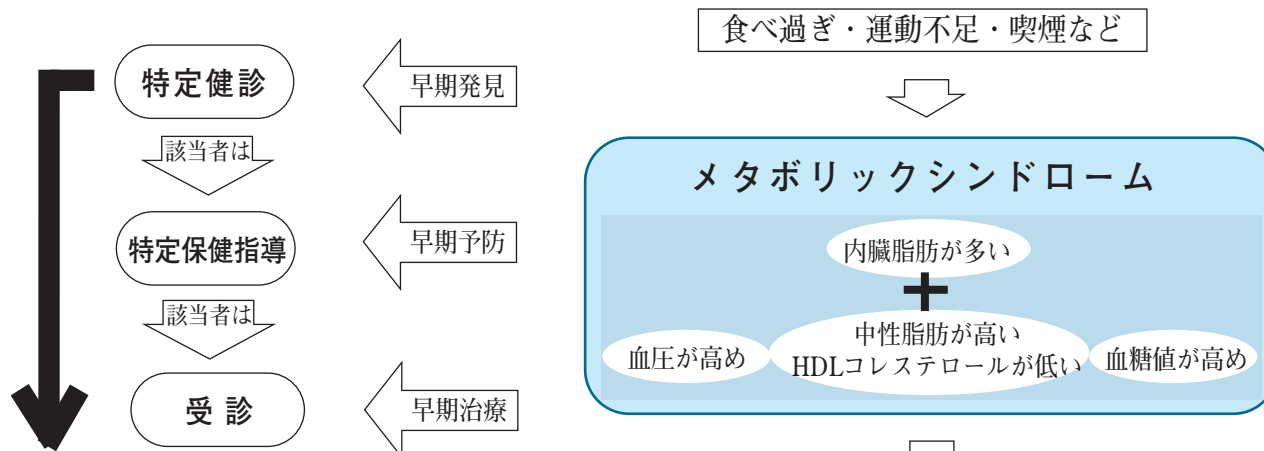 特定健診
早期発見
該当者は
特定保健指導
早期予防
該当者は
受診
早期治療
食べ過ぎ・運動不足・喫煙など
メタボリックシンドローム
内臓脂肪が多い
+
血圧が高め
中性脂肪が高い
HDLコレステロールが低い
血糖値が高め